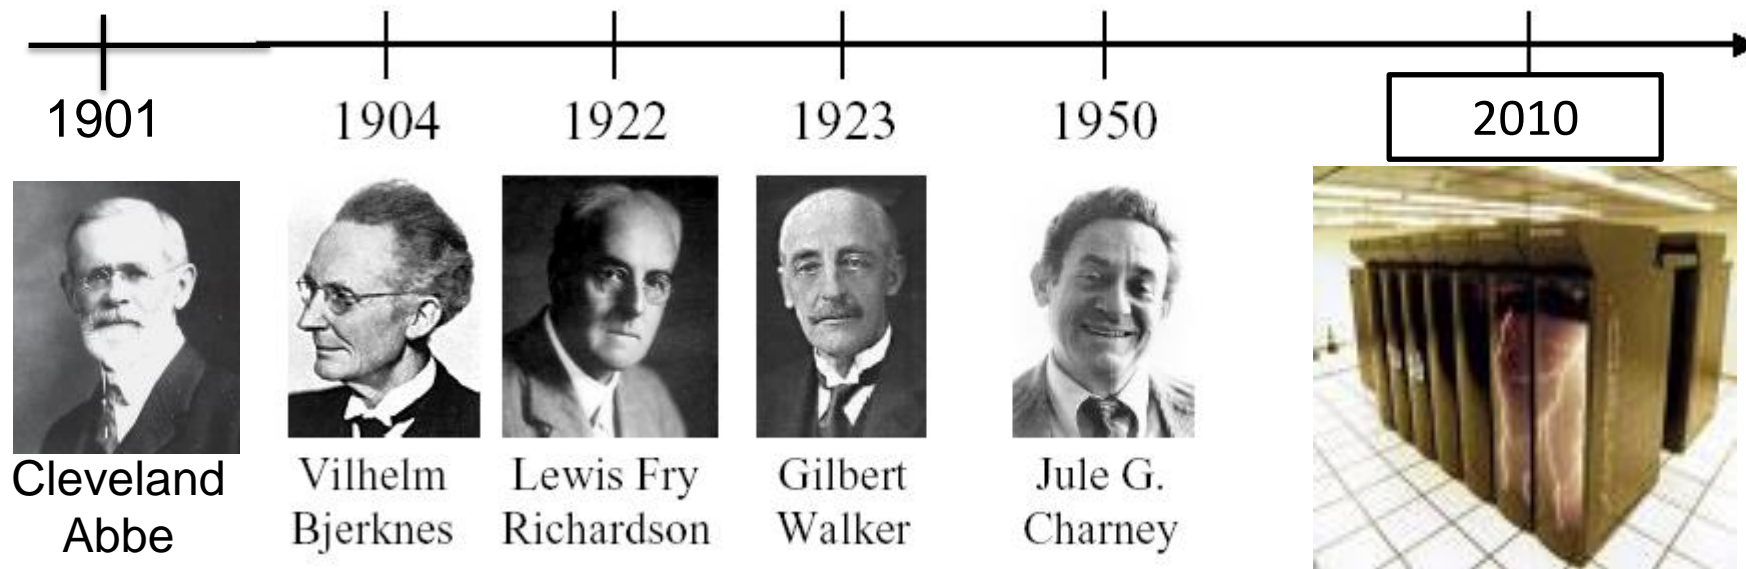 1901
1904
1922
1923
1950
2010
Cleveland
Abbe
Vilhelm
Bjerknes
Lewis Fry
Richardson
Gilbert
Walker
Jule G.
Charney